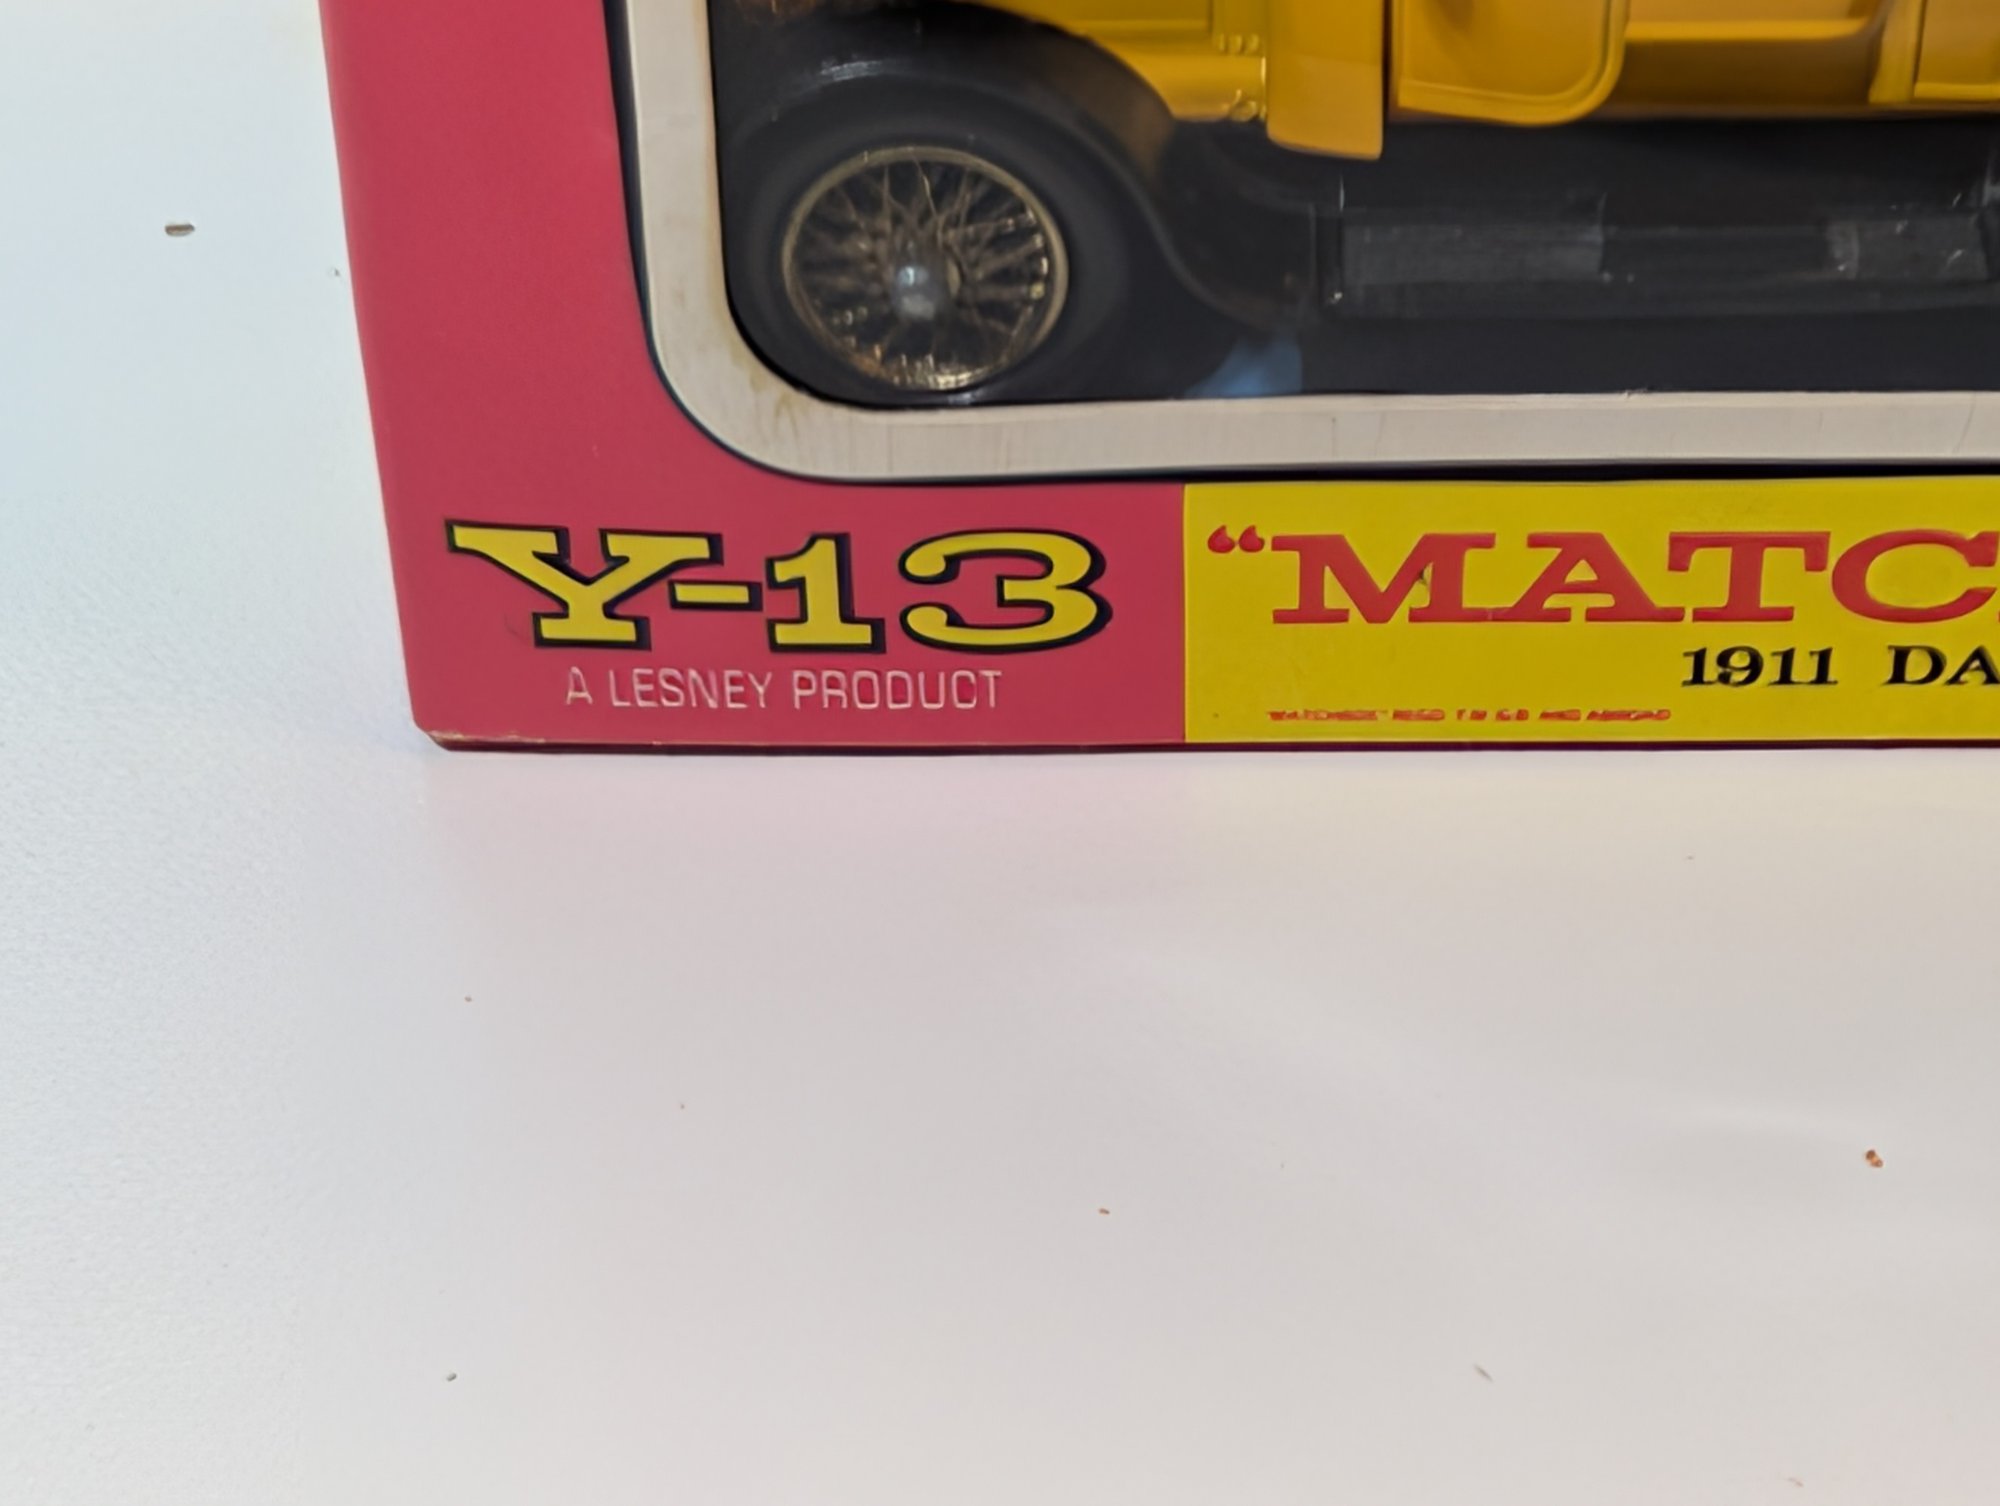 Y-13
A LESNEY PRODUCT
“MATC
1911 DA